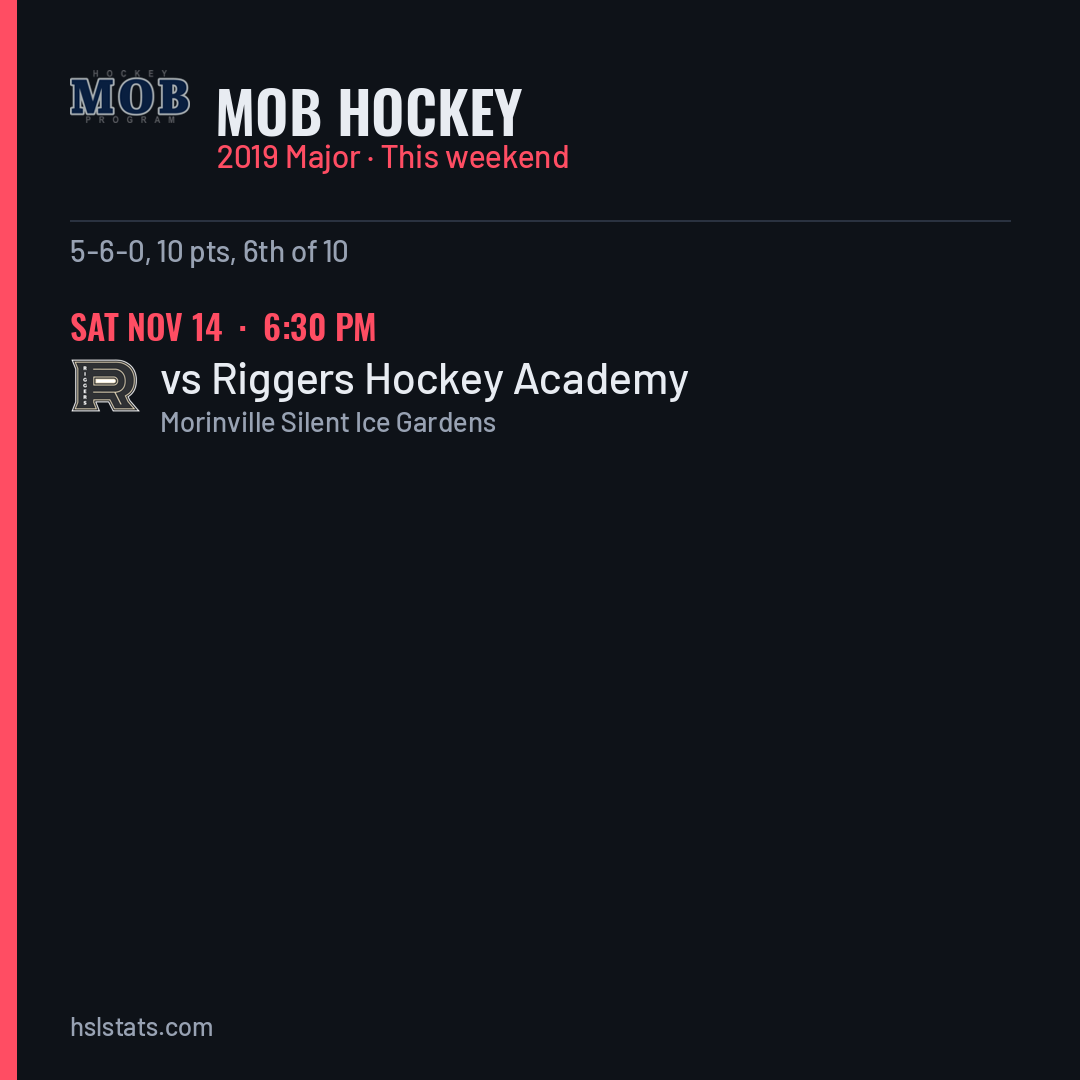 HOCKEY
MOB
PROGRAM
MOB HOCKEY
2019 Major · This weekend
5-6-0, 10 pts, 6th of 10
SAT NOV 14 · 6:30 PM
RIGGERS
R
vs Riggers Hockey Academy
Morinville Silent Ice Gardens
hslstats.com